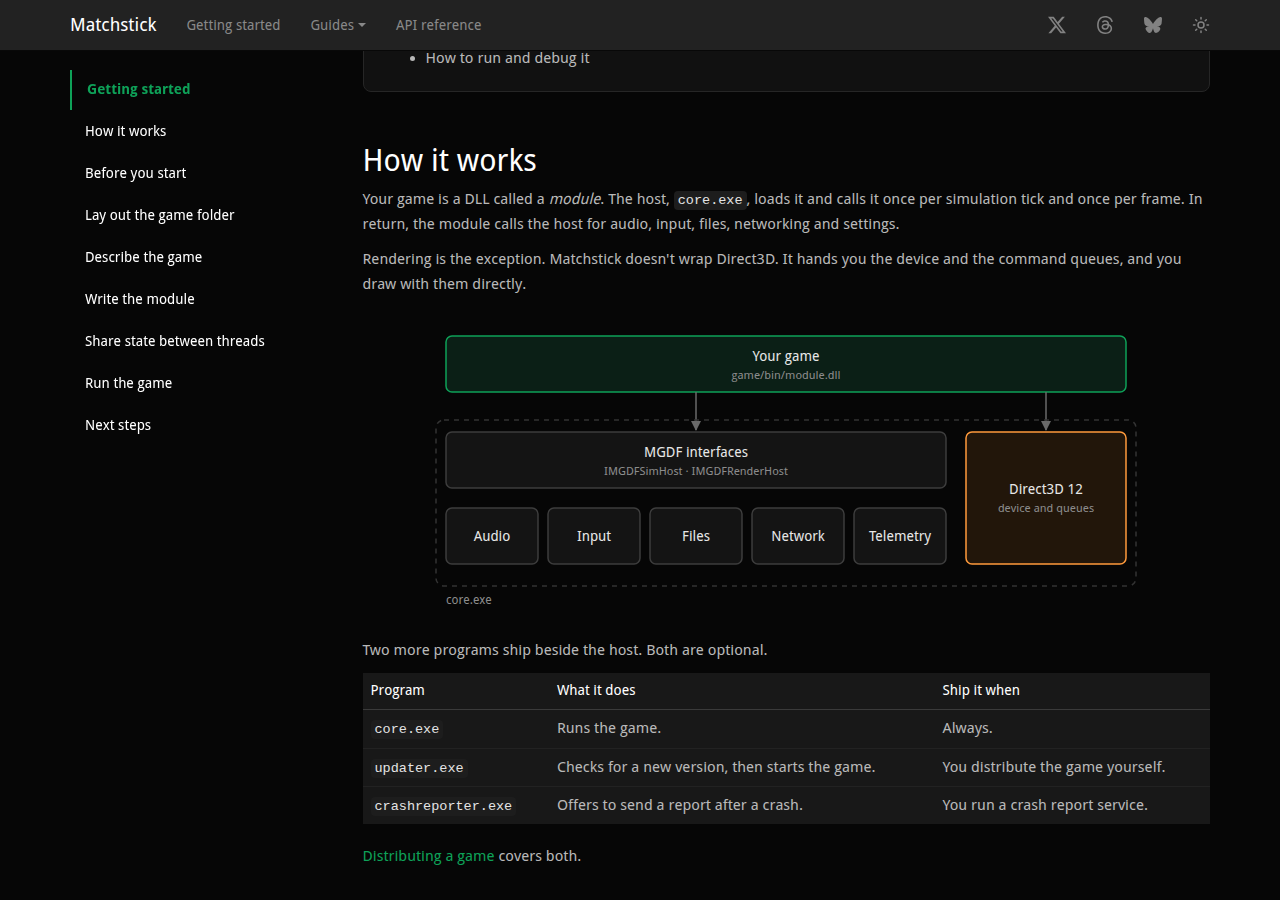 Matchstick Getting started Guides API reference
How to run and debug it
Getting started
How it works
Before you start
Lay out the game folder
Describe the game
Write the module
Share state between threads
Run the game
Next steps
How it works
Your game is a DLL called a module. The host, core.exe, loads it and calls it once per simulation tick and once per frame. In
return, the module calls the host for audio, input, files, networking and settings.
Rendering is the exception. Matchstick doesn't wrap Direct3D. It hands you the device and the command queues, and you
draw with them directly.
Your game
game/bin/module.dll
MGDF interfaces
IMGDFSimHost · IMGDFRenderHost
Direct3D 12
device and queues
Audio Input Files Network Telemetry
core.exe
Two more programs ship beside the host. Both are optional.
Program What it does Ship it when
core.exe Runs the game. Always.
updater.exe Checks for a new version, then starts the game. You distribute the game yourself.
crashreporter.exe Offers to send a report after a crash. You run a crash report service.
Distributing a game covers both.